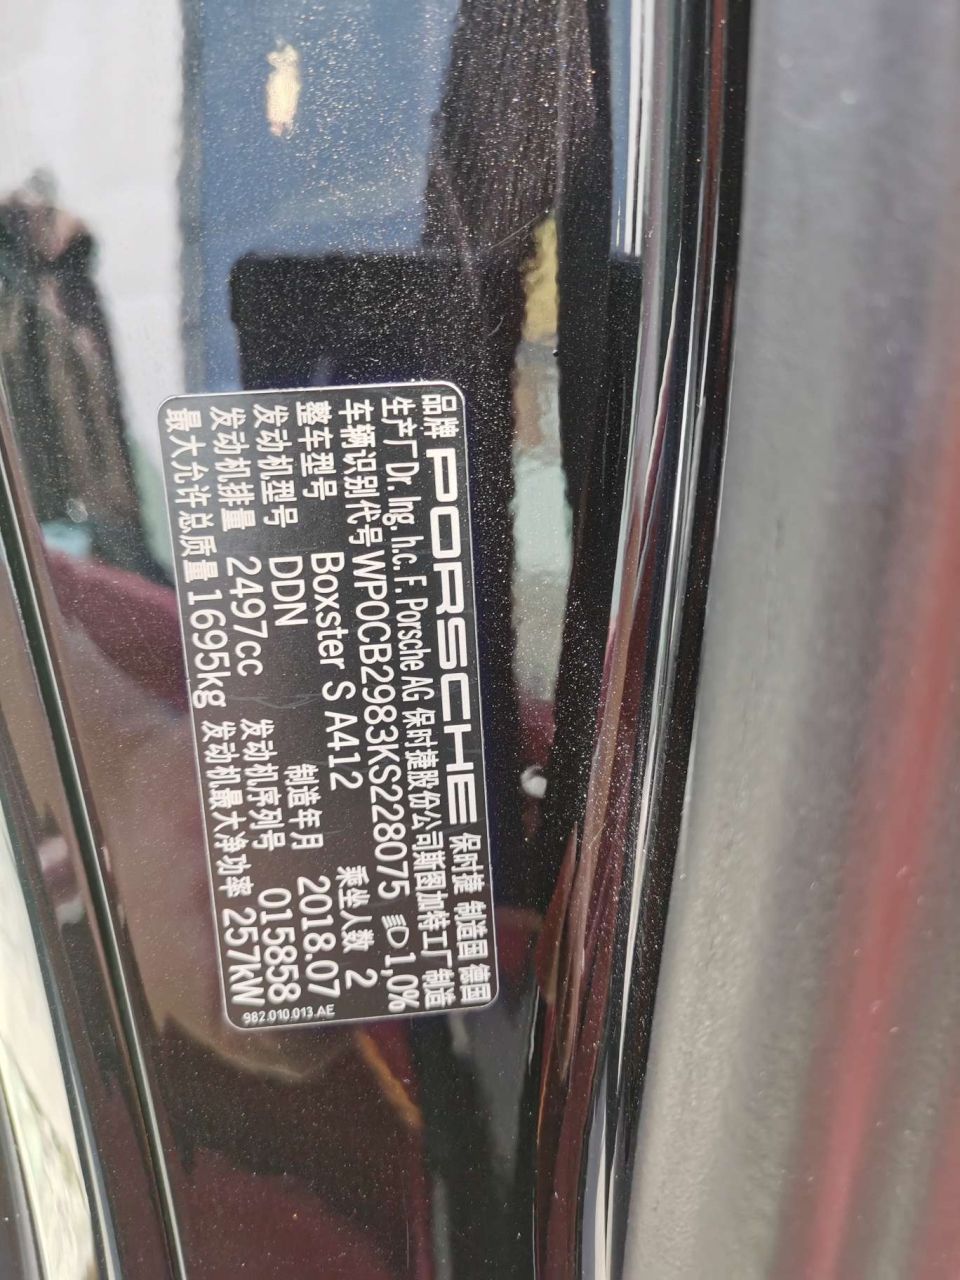 品牌 PORSCHE 保时捷 制造国 德国
生产厂 Dr. Ing. h.c. F. Porsche AG 保时捷股份公司斯图加特工厂制造
车辆识别代号 WP0CB2983KS228075 1,0%
整车型号 Boxster S A412 乘坐人数 2
发动机型号 DDN 制造年月 2018.07
发动机排量 2497cc 发动机序列号 015858
最大允许总质量 1695kg 发动机最大净功率 257kW
982.010.013.AE